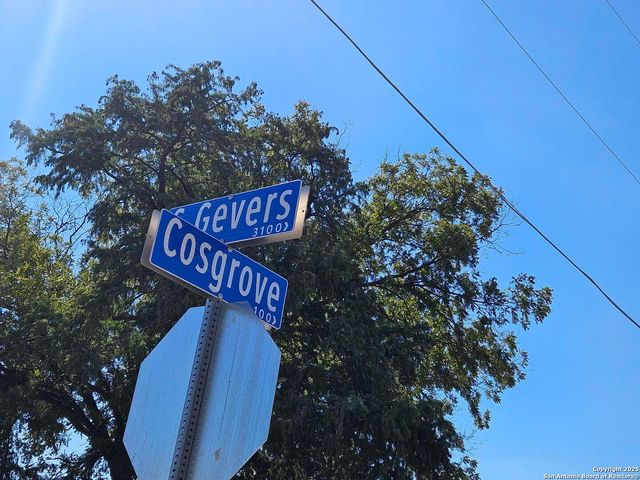 S Gevers
3100>
Cosgrove
100>
Copyright 2025
San Antonio Board of Realtors